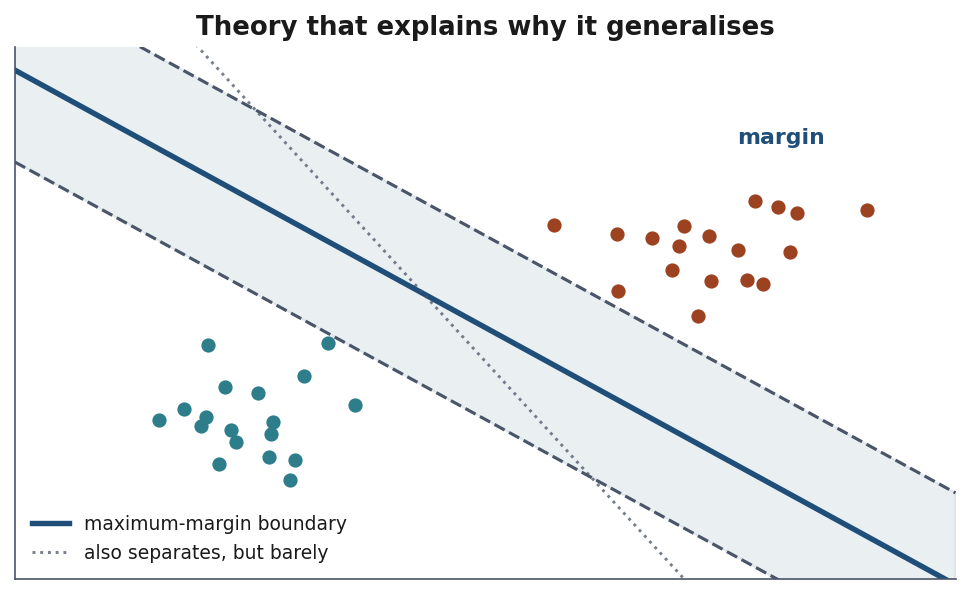 Theory that explains why it generalises
margin
maximum-margin boundary
also separates, but barely